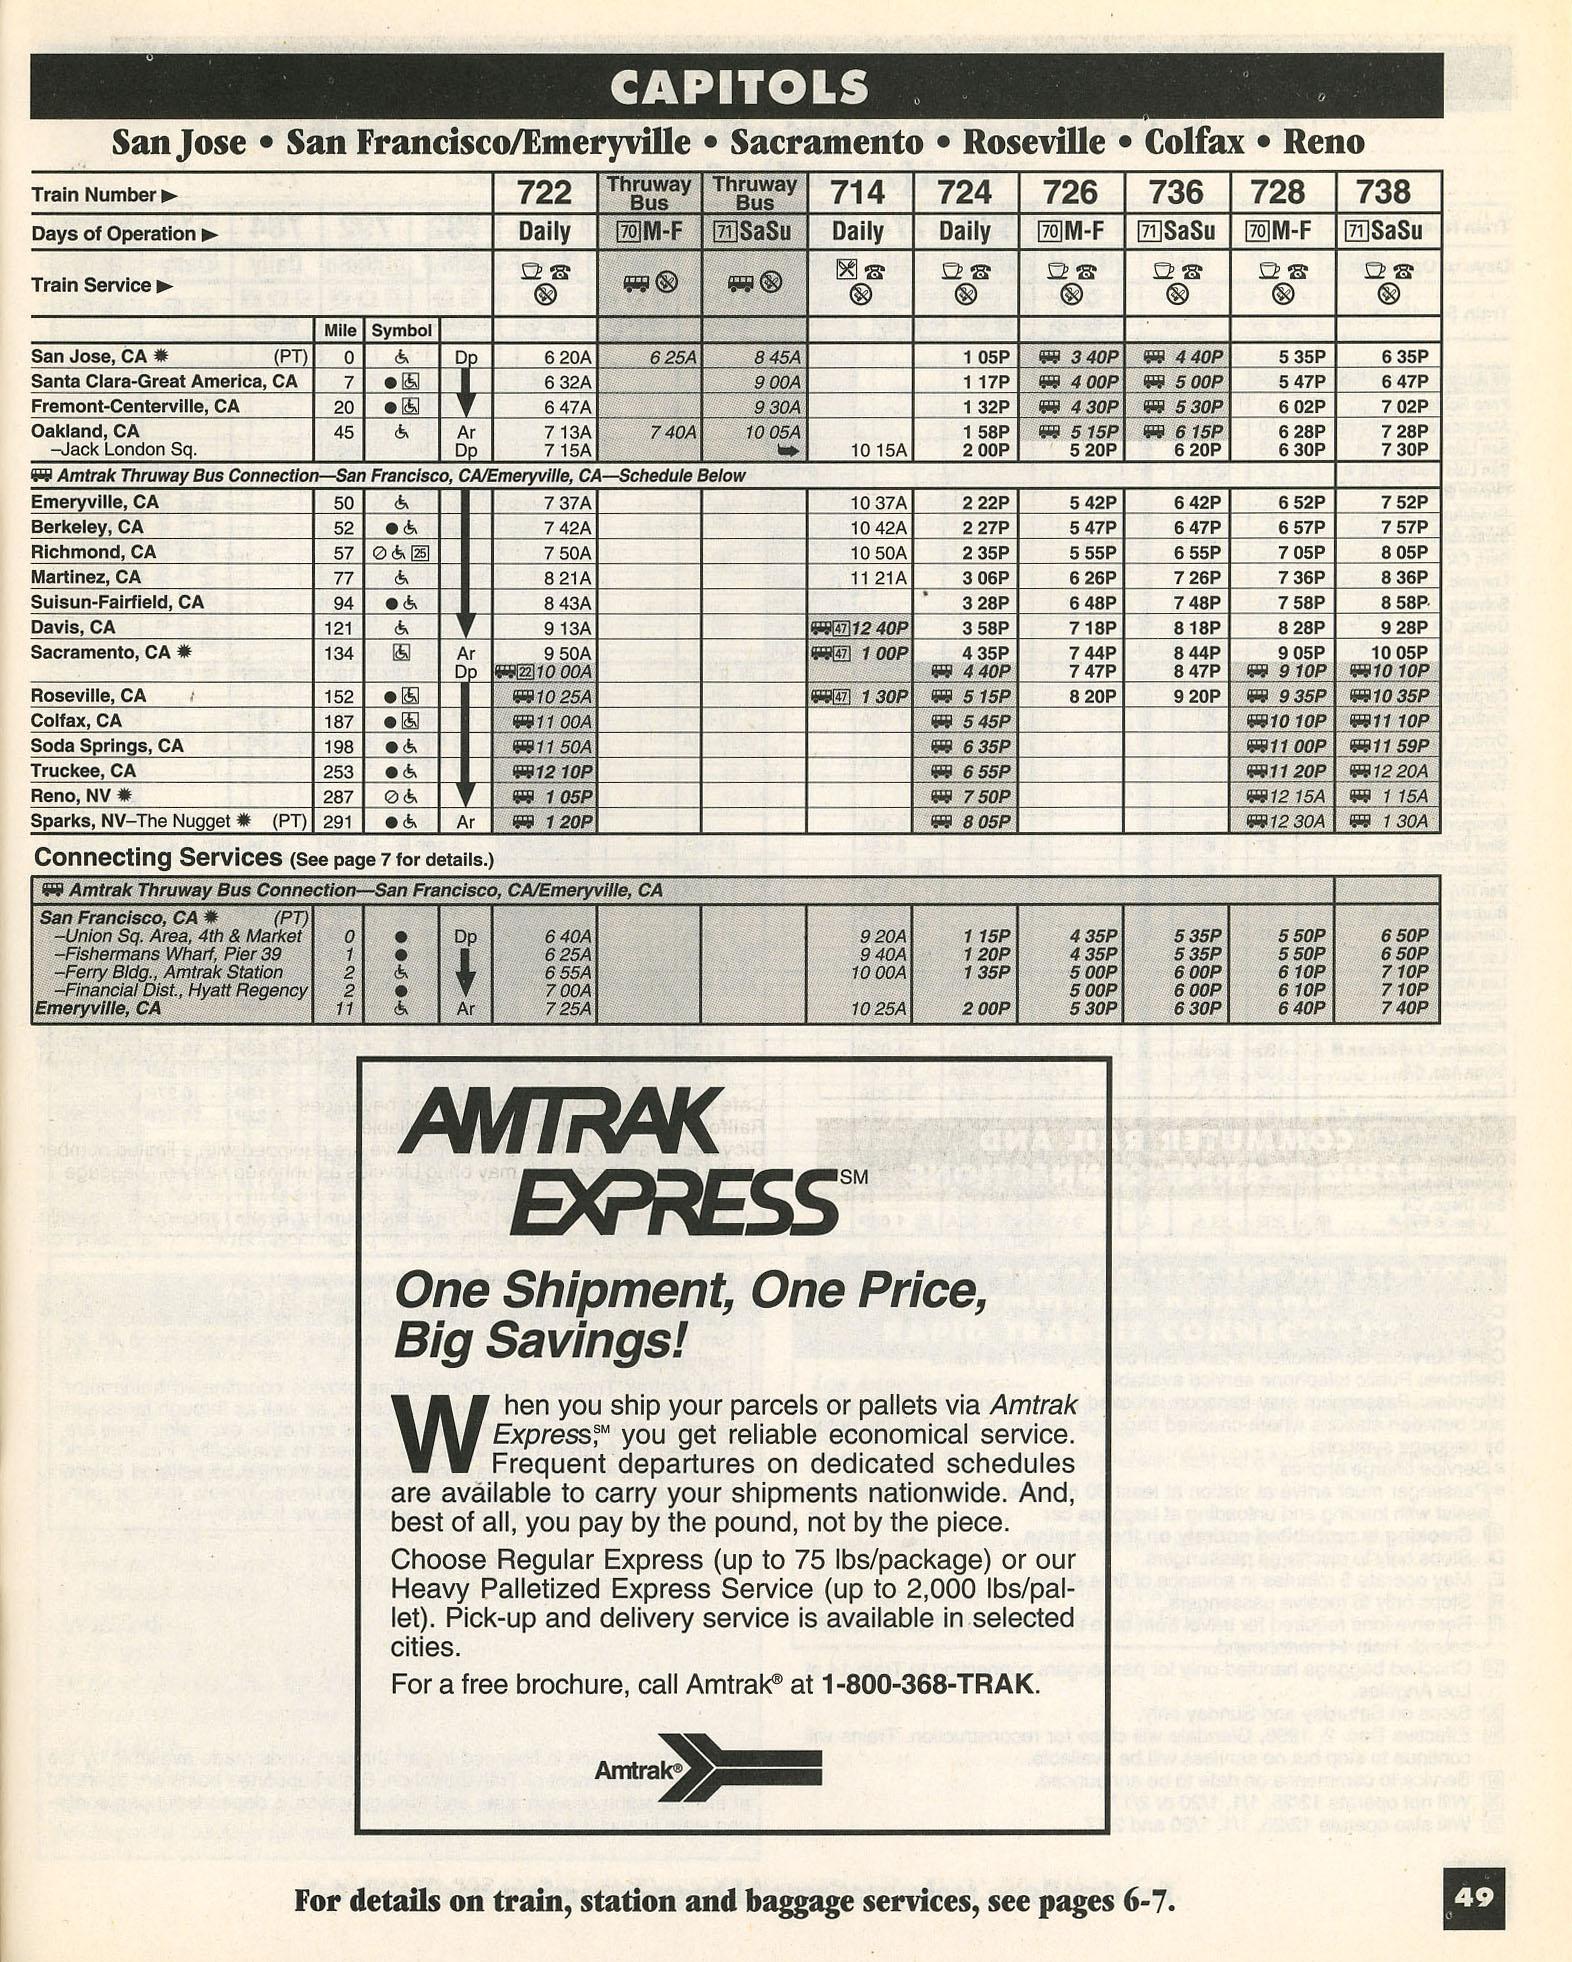 CAPITOLS
San Jose • San Francisco/Emeryville • Sacramento • Roseville • Colfax • Reno
Train Number ► 722 Thruway Bus Thruway Bus 714 724 726 736 728 738
Days of Operation ► Daily 70 M-F 71 SaSu Daily Daily 70 M-F 71 SaSu 70 M-F 71 SaSu
Train Service ►
Mile Symbol
San Jose, CA ✷ (PT) 0 Dp 6 20A 6 25A 8 45A 1 05P 3 40P 4 40P 5 35P 6 35P
Santa Clara-Great America, CA 7 ● 6 32A 9 00A 1 17P 4 00P 5 00P 5 47P 6 47P
Fremont-Centerville, CA 20 ● 6 47A 9 30A 1 32P 4 30P 5 30P 6 02P 7 02P
Oakland, CA 45 Ar 7 13A 7 40A 10 05A 1 58P 5 15P 6 15P 6 28P 7 28P
–Jack London Sq. Dp 7 15A 10 15A 2 00P 5 20P 6 20P 6 30P 7 30P
Amtrak Thruway Bus Connection—San Francisco, CA/Emeryville, CA—Schedule Below
Emeryville, CA 50 7 37A 10 37A 2 22P 5 42P 6 42P 6 52P 7 52P
Berkeley, CA 52 ● 7 42A 10 42A 2 27P 5 47P 6 47P 6 57P 7 57P
Richmond, CA 57 ⊘ 25 7 50A 10 50A 2 35P 5 55P 6 55P 7 05P 8 05P
Martinez, CA 77 8 21A 11 21A 3 06P 6 26P 7 26P 7 36P 8 36P
Suisun-Fairfield, CA 94 ● 8 43A 3 28P 6 48P 7 48P 7 58P 8 58P
Davis, CA 121 9 13A 47 12 40P 3 58P 7 18P 8 18P 8 28P 9 28P
Sacramento, CA ✷ 134 Ar 9 50A 47 1 00P 4 35P 7 44P 8 44P 9 05P 10 05P
Dp 22 10 00A 4 40P 7 47P 8 47P 9 10P 10 10P
Roseville, CA 152 ● 10 25A 47 1 30P 5 15P 8 20P 9 20P 9 35P 10 35P
Colfax, CA 187 ● 11 00A 5 45P 10 10P 11 10P
Soda Springs, CA 198 ● 11 50A 6 35P 11 00P 11 59P
Truckee, CA 253 ● 12 10P 6 55P 11 20P 12 20A
Reno, NV ✷ 287 ⊘ 1 05P 7 50P 12 15A 1 15A
Sparks, NV–The Nugget ✷ (PT) 291 ● Ar 1 20P 8 05P 12 30A 1 30A
Connecting Services (See page 7 for details.)
Amtrak Thruway Bus Connection—San Francisco, CA/Emeryville, CA
San Francisco, CA ✷ (PT)
–Union Sq. Area, 4th & Market 0 ● Dp 6 40A 9 20A 1 15P 4 35P 5 35P 5 50P 6 50P
–Fishermans Wharf, Pier 39 1 ● 6 25A 9 40A 1 20P 4 35P 5 35P 5 50P 6 50P
–Ferry Bldg., Amtrak Station 2 6 55A 10 00A 1 35P 5 00P 6 00P 6 10P 7 10P
–Financial Dist., Hyatt Regency 2 ● 7 00A 5 00P 6 00P 6 10P 7 10P
Emeryville, CA 11 Ar 7 25A 10 25A 2 00P 5 30P 6 30P 6 40P 7 40P
AMTRAK
EXPRESS℠
One Shipment, One Price,
Big Savings!
When you ship your parcels or pallets via Amtrak
Express,℠ you get reliable economical service.
Frequent departures on dedicated schedules
are available to carry your shipments nationwide. And,
best of all, you pay by the pound, not by the piece.
Choose Regular Express (up to 75 lbs/package) or our
Heavy Palletized Express Service (up to 2,000 lbs/pal-
let). Pick-up and delivery service is available in selected
cities.
For a free brochure, call Amtrak® at 1-800-368-TRAK.
Amtrak®
For details on train, station and baggage services, see pages 6-7.
49